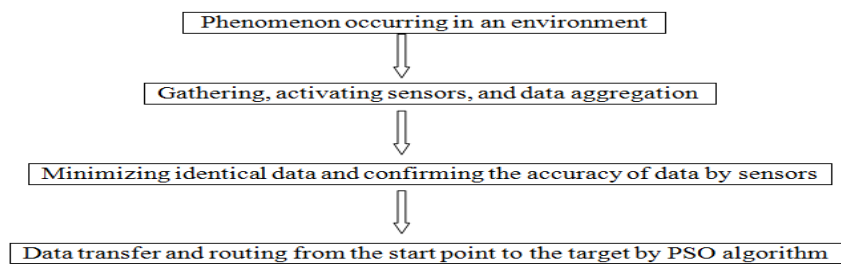 Phenomenon occurring in an environment
Gathering, activating sensors, and data aggregation
Minimizing identical data and confirming the accuracy of data by sensors
Data transfer and routing from the start point to the target by PSO algorithm